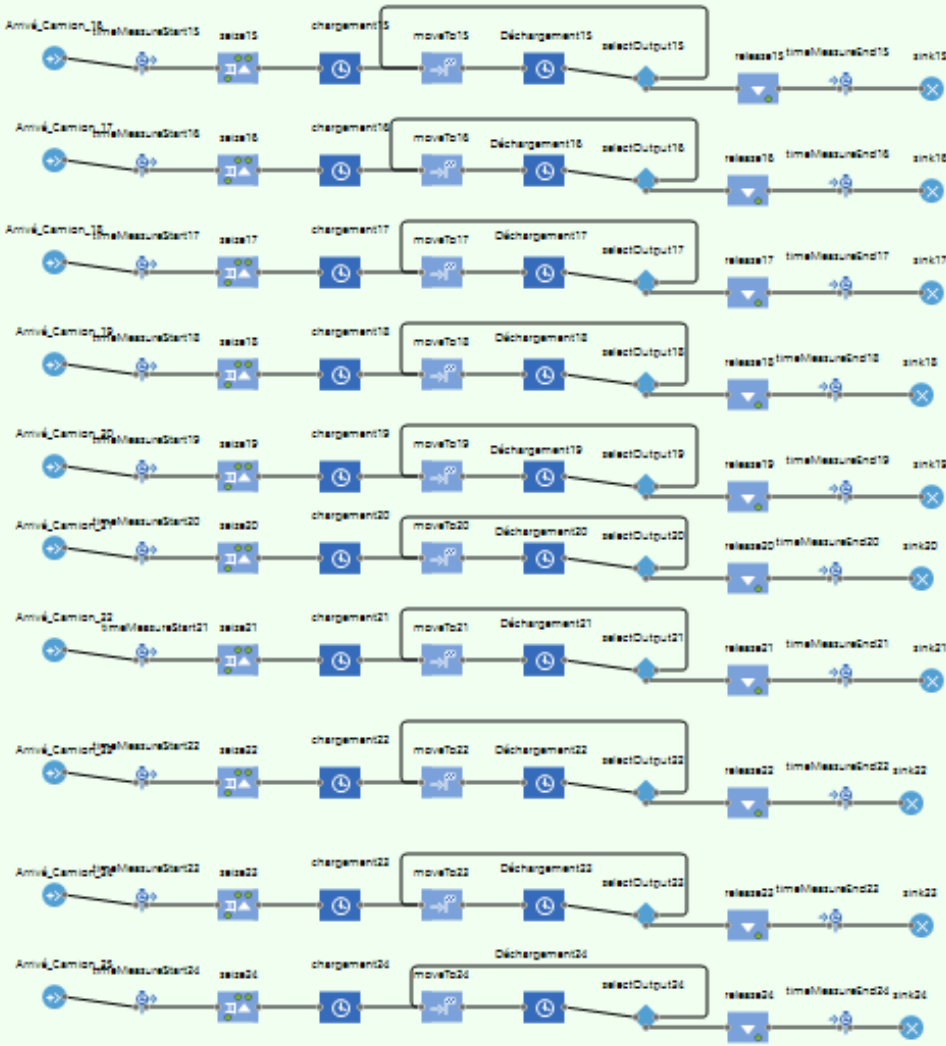 Arrivé_Camion_16 timeMeasureStart15 seize15 chargement15 moveTo15 Déchargement15 selectOutput15 release15 timeMeasureEnd15 sink15
Arrivé_Camion_17 timeMeasureStart16 seize16 chargement16 moveTo16 Déchargement16 selectOutput16 release16 timeMeasureEnd16 sink16
Arrivé_Camion_18 timeMeasureStart17 seize17 chargement17 moveTo17 Déchargement17 selectOutput17 release17 timeMeasureEnd17 sink17
Arrivé_Camion_19 timeMeasureStart18 seize18 chargement18 moveTo18 Déchargement18 selectOutput18 release18 timeMeasureEnd18 sink18
Arrivé_Camion_20 timeMeasureStart19 seize19 chargement19 moveTo19 Déchargement19 selectOutput19 release19 timeMeasureEnd19 sink19
timeMeasureStart20 seize20 chargement20 moveTo20 Déchargement20 selectOutput20 release20 timeMeasureEnd20 sink20
Arrivé_Camion_22 timeMeasureStart21 seize21 chargement21 moveTo21 Déchargement21 selectOutput21 release21 timeMeasureEnd21 sink21
Arrivé_Camion_23 timeMeasureStart22 seize22 chargement22 moveTo22 Déchargement22 selectOutput22 release22 timeMeasureEnd22 sink22
timeMeasureStart23 seize23 chargement23 moveTo23 Déchargement23 selectOutput23 release23 timeMeasureEnd23 sink23
Arrivé_Camion_25 timeMeasureStart24 seize24 chargement24 moveTo24 Déchargement24 selectOutput24 release24 timeMeasureEnd24 sink24